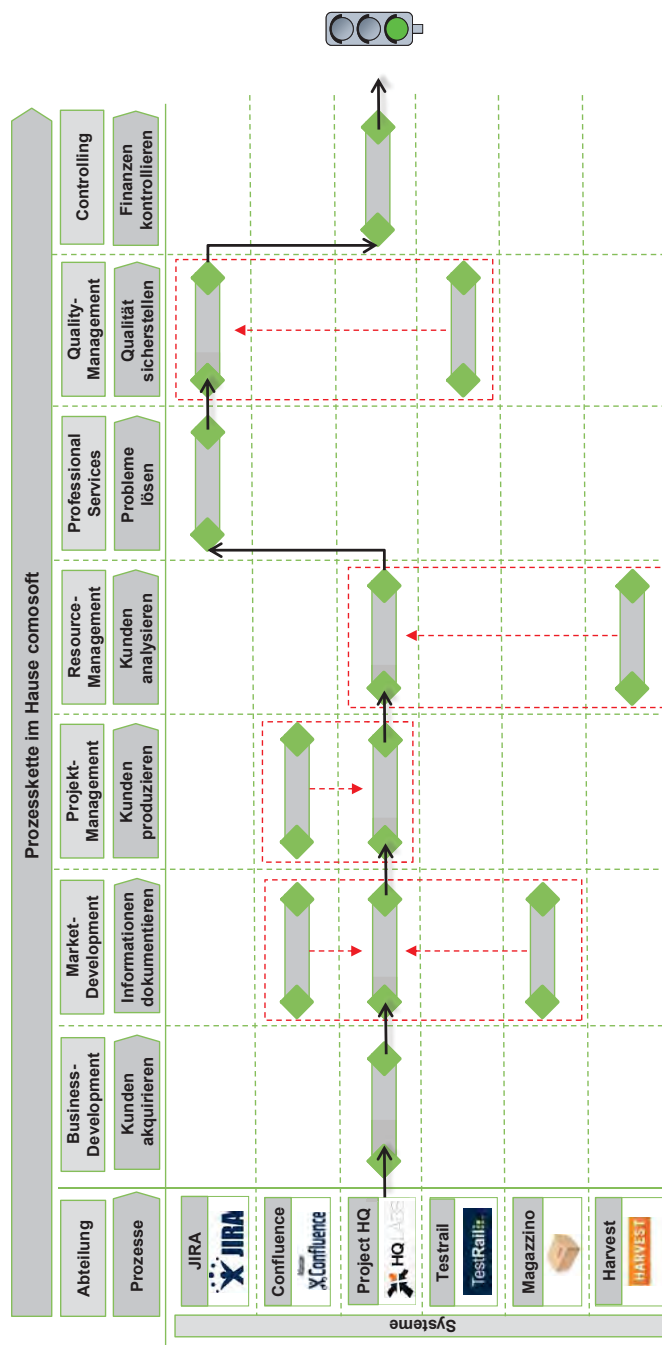 Prozesskette im Hause comosoft
Abteilung
Business-
Development
Market-
Development
Projekt-
Management
Resource-
Management
Professional
Services
Quality-
Management
Controlling
Prozesse
Kunden
akquirieren
Informationen
dokumentieren
Kunden
produzieren
Kunden
analysieren
Probleme
lösen
Qualität
sicherstellen
Finanzen
kontrollieren
Systeme
JIRA
JIRA
Confluence
Confluence
Project HQ
HQ LABS
Testrail
TestRail
Magazzino
Harvest
HARVEST